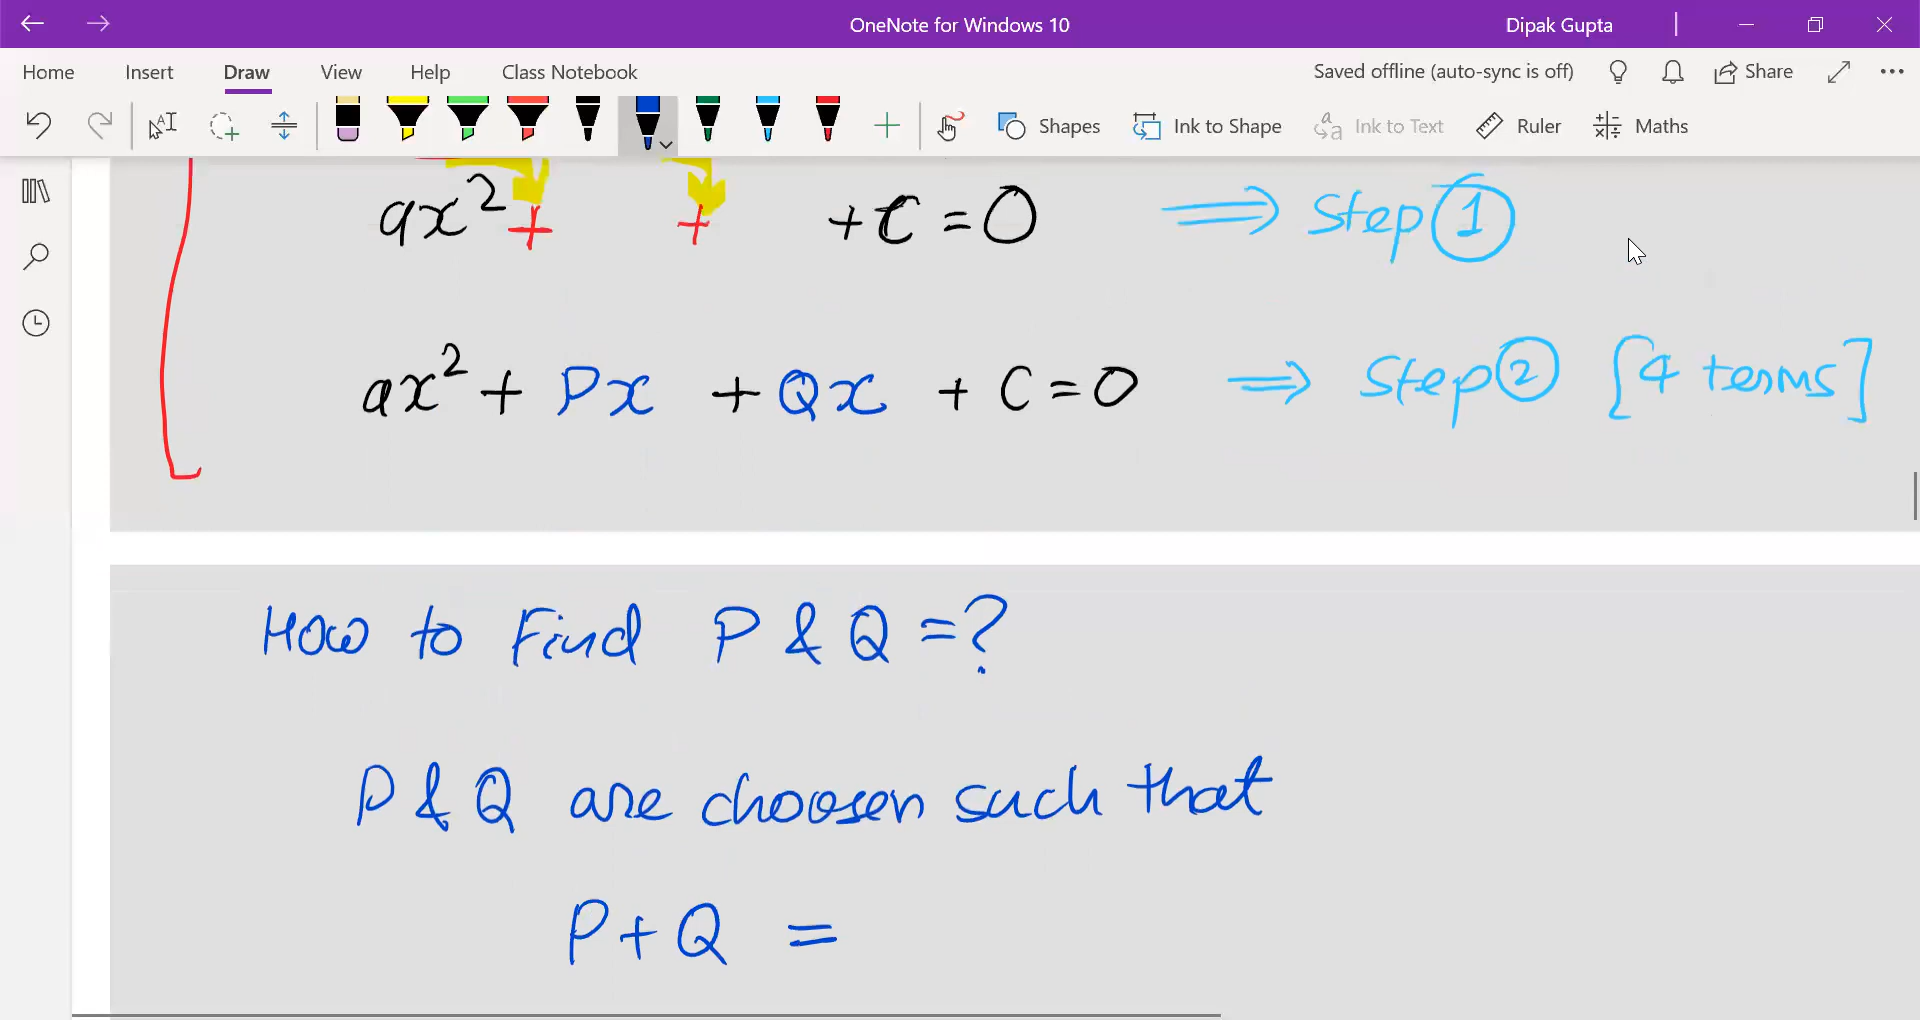 OneNote for Windows 10
Dipak Gupta
Home Insert Draw View Help Class Notebook
Saved offline (auto-sync is off) Share
Shapes Ink to Shape Ink to Text Ruler Maths
ax² + + + C = 0 ⇒ Step ①
ax² + Px + Qx + C = 0 ⇒ Step ② [4 terms]
How to Find P & Q = ?
P & Q are choosen such that
P + Q =